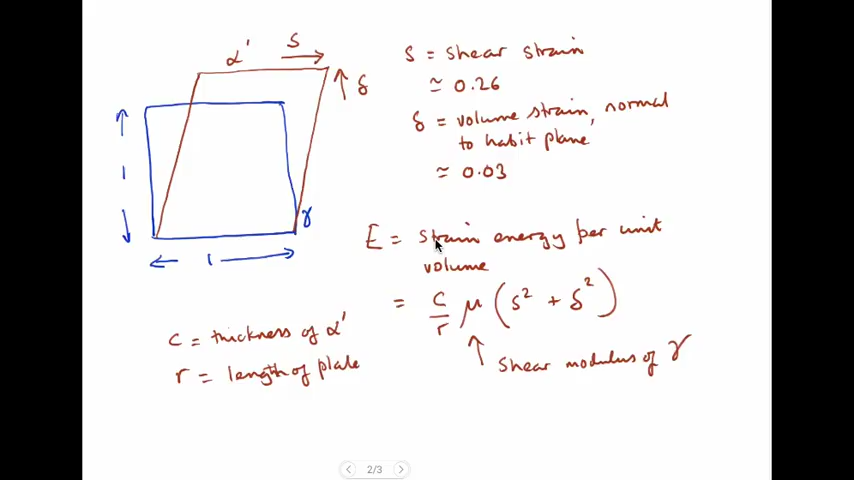 α' S
δ
1
γ
1
s = shear strain
≃ 0.26
δ = volume strain, normal
to habit plane
≃ 0.03
E = strain energy per unit
volume
= c/r μ (s² + δ²)
shear modulus of γ
c = thickness of α'
r = length of plate
2/3